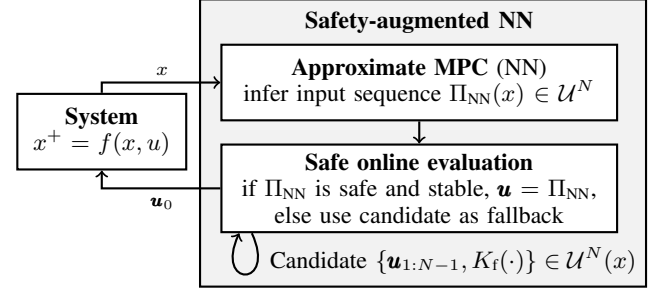 Safety-augmented NN
Approximate MPC (NN)
infer input sequence Π_NN(x) ∈ 𝒰^N
x
System
x⁺ = f(x, u)
Safe online evaluation
if Π_NN is safe and stable, 𝒖 = Π_NN,
else use candidate as fallback
𝒖₀
Candidate {𝒖_{1:N−1}, K_f(·)} ∈ 𝒰^N(x)